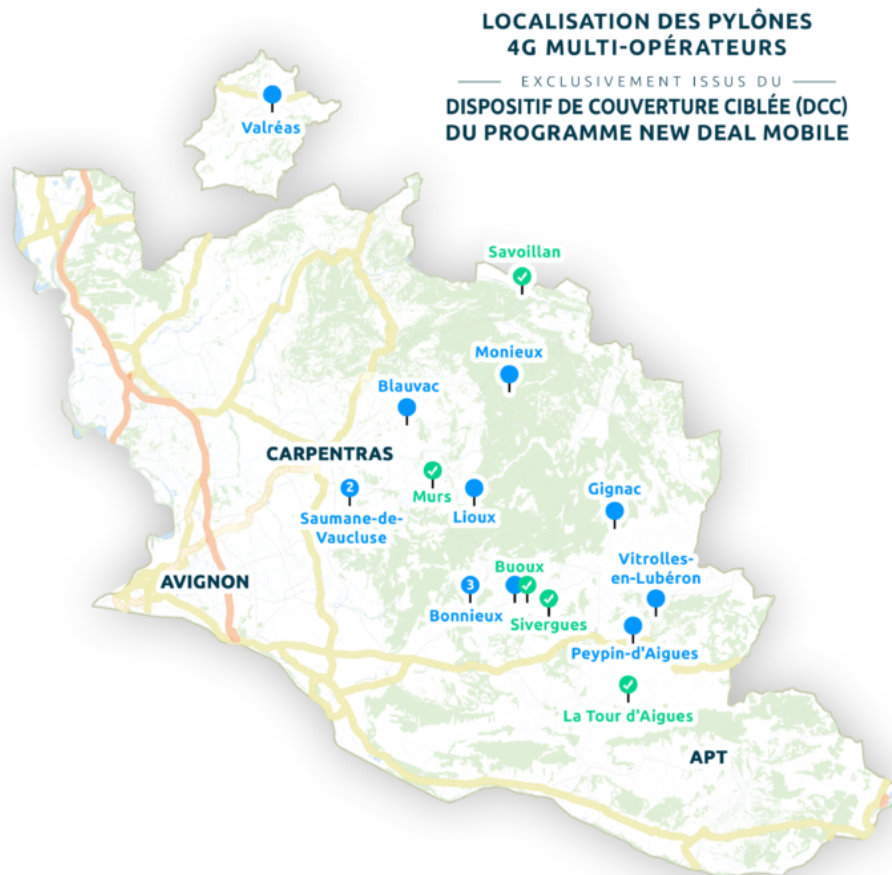 LOCALISATION DES PYLÔNES
4G MULTI-OPÉRATEURS
EXCLUSIVEMENT ISSUS DU
DISPOSITIF DE COUVERTURE CIBLÉE (DCC)
DU PROGRAMME NEW DEAL MOBILE
Valréas
Savoillan
Monieux
Blauvac
CARPENTRAS
Murs
2
Saumane-de-
Vaucluse
Lioux
Gignac
Vitrolles-
en-Lubéron
Buoux
AVIGNON
3
Bonnieux
Sivergues
Peypin-d'Aigues
La Tour d'Aigues
APT